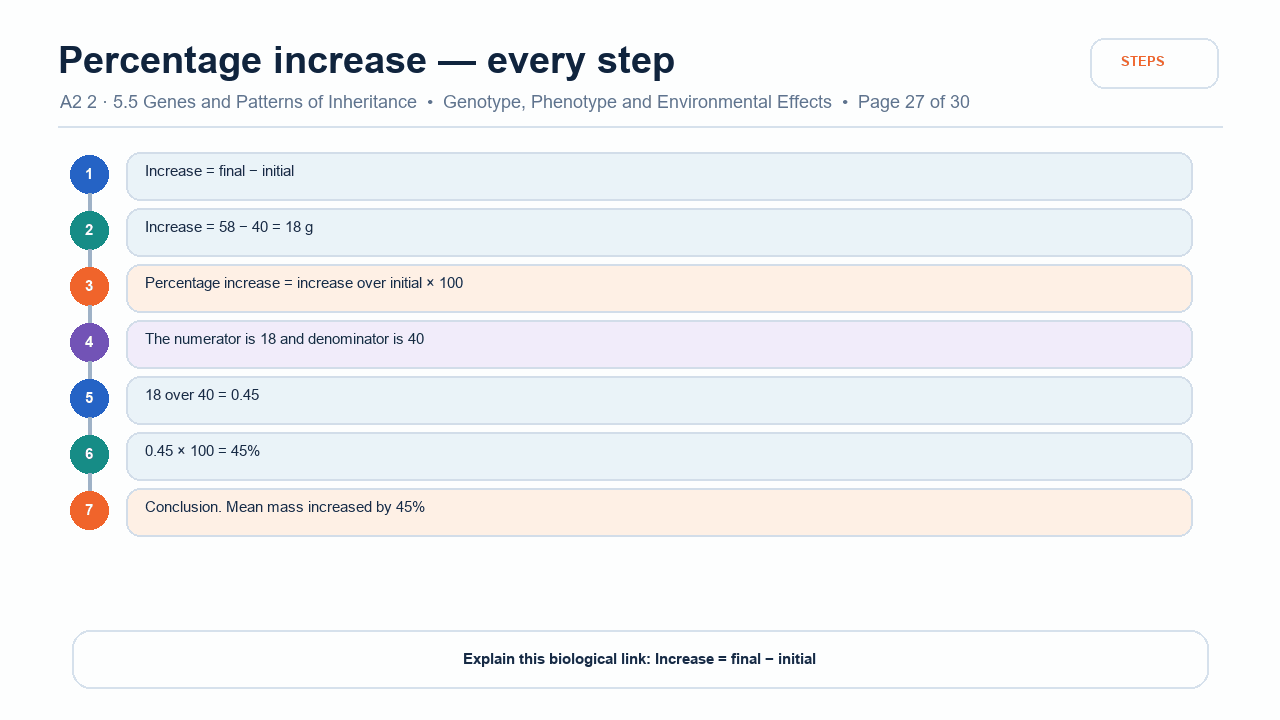 Percentage increase — every step
STEPS
A2 2 · 5.5 Genes and Patterns of Inheritance • Genotype, Phenotype and Environmental Effects • Page 27 of 30
1
Increase = final − initial
2
Increase = 58 − 40 = 18 g
3
Percentage increase = increase over initial × 100
4
The numerator is 18 and denominator is 40
5
18 over 40 = 0.45
6
0.45 × 100 = 45%
7
Conclusion. Mean mass increased by 45%
Explain this biological link: Increase = final − initial